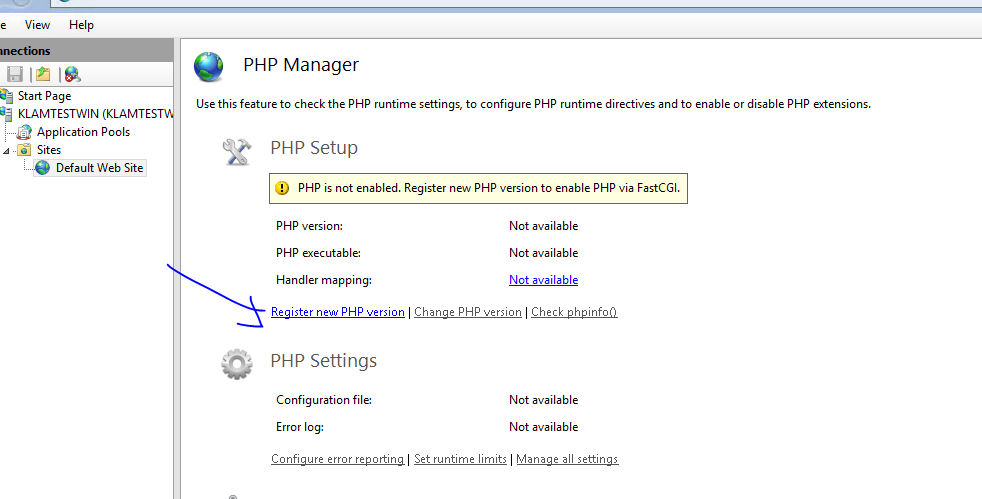 e View Help
nnections
Start Page
KLAMTESTWIN (KLAMTESTW
Application Pools
Sites
Default Web Site
PHP Manager
Use this feature to check the PHP runtime settings, to configure PHP runtime directives and to enable or disable PHP extensions.
PHP Setup
PHP is not enabled. Register new PHP version to enable PHP via FastCGI.
PHP version: Not available
PHP executable: Not available
Handler mapping: Not available
Register new PHP version | Change PHP version | Check phpinfo()
PHP Settings
Configuration file: Not available
Error log: Not available
Configure error reporting | Set runtime limits | Manage all settings